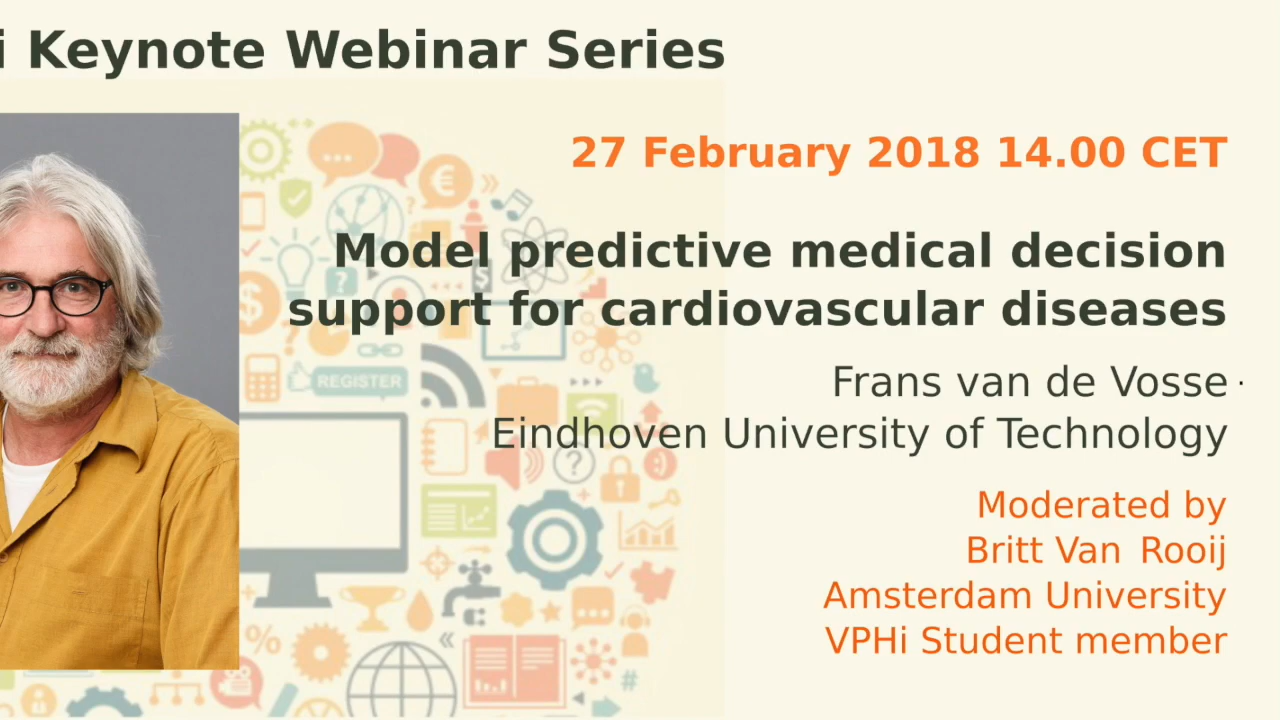 i Keynote Webinar Series
27 February 2018 14.00 CET
Model predictive medical decision
support for cardiovascular diseases
Frans van de Vosse
Eindhoven University of Technology
REGISTER
Moderated by
Britt Van Rooij
Amsterdam University
VPHi Student member